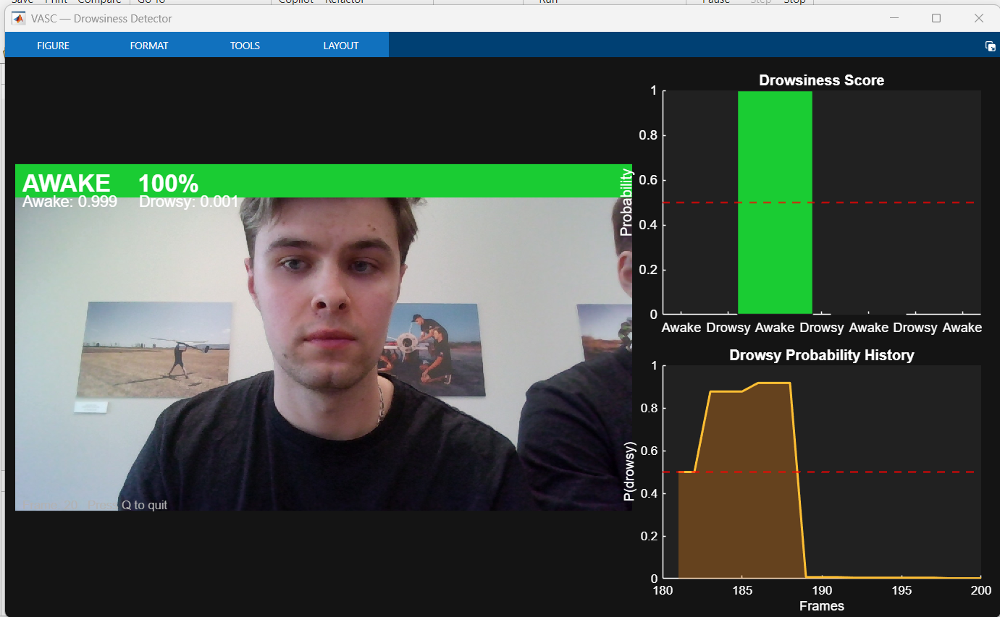 Save Print Compare Go To Copilot Refactor Run Pause Step Stop
VASC — Drowsiness Detector
FIGURE FORMAT TOOLS LAYOUT
AWAKE 100%
Awake: 0.999 Drowsy: 0.001
Press Q to quit
Drowsiness Score
Probability
1
0.8
0.6
0.4
0.2
0
Awake Drowsy Awake Drowsy Awake Drowsy Awake
Drowsy Probability History
P(drowsy)
1
0.8
0.6
0.4
0.2
0
180 185 190 195 200
Frames